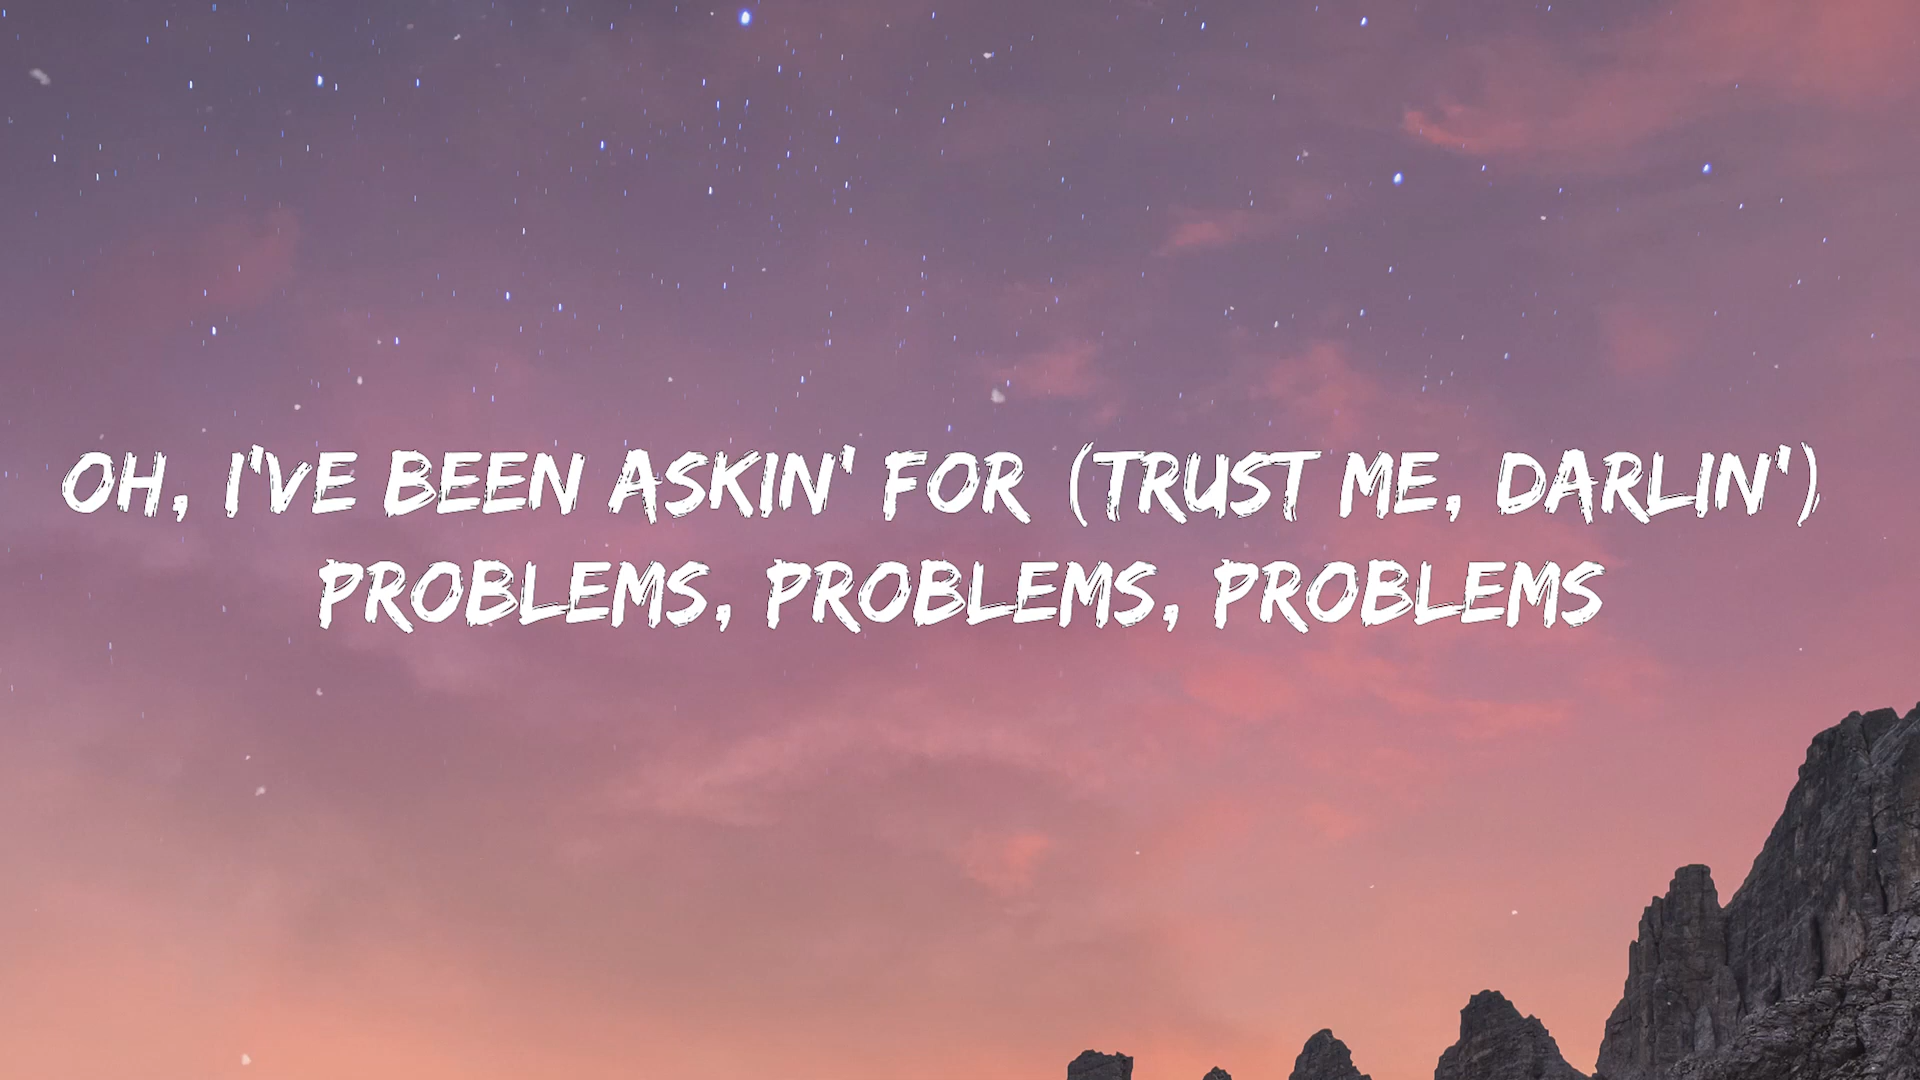 OH, I'VE BEEN ASKIN' FOR (TRUST ME, DARLIN')
PROBLEMS, PROBLEMS, PROBLEMS